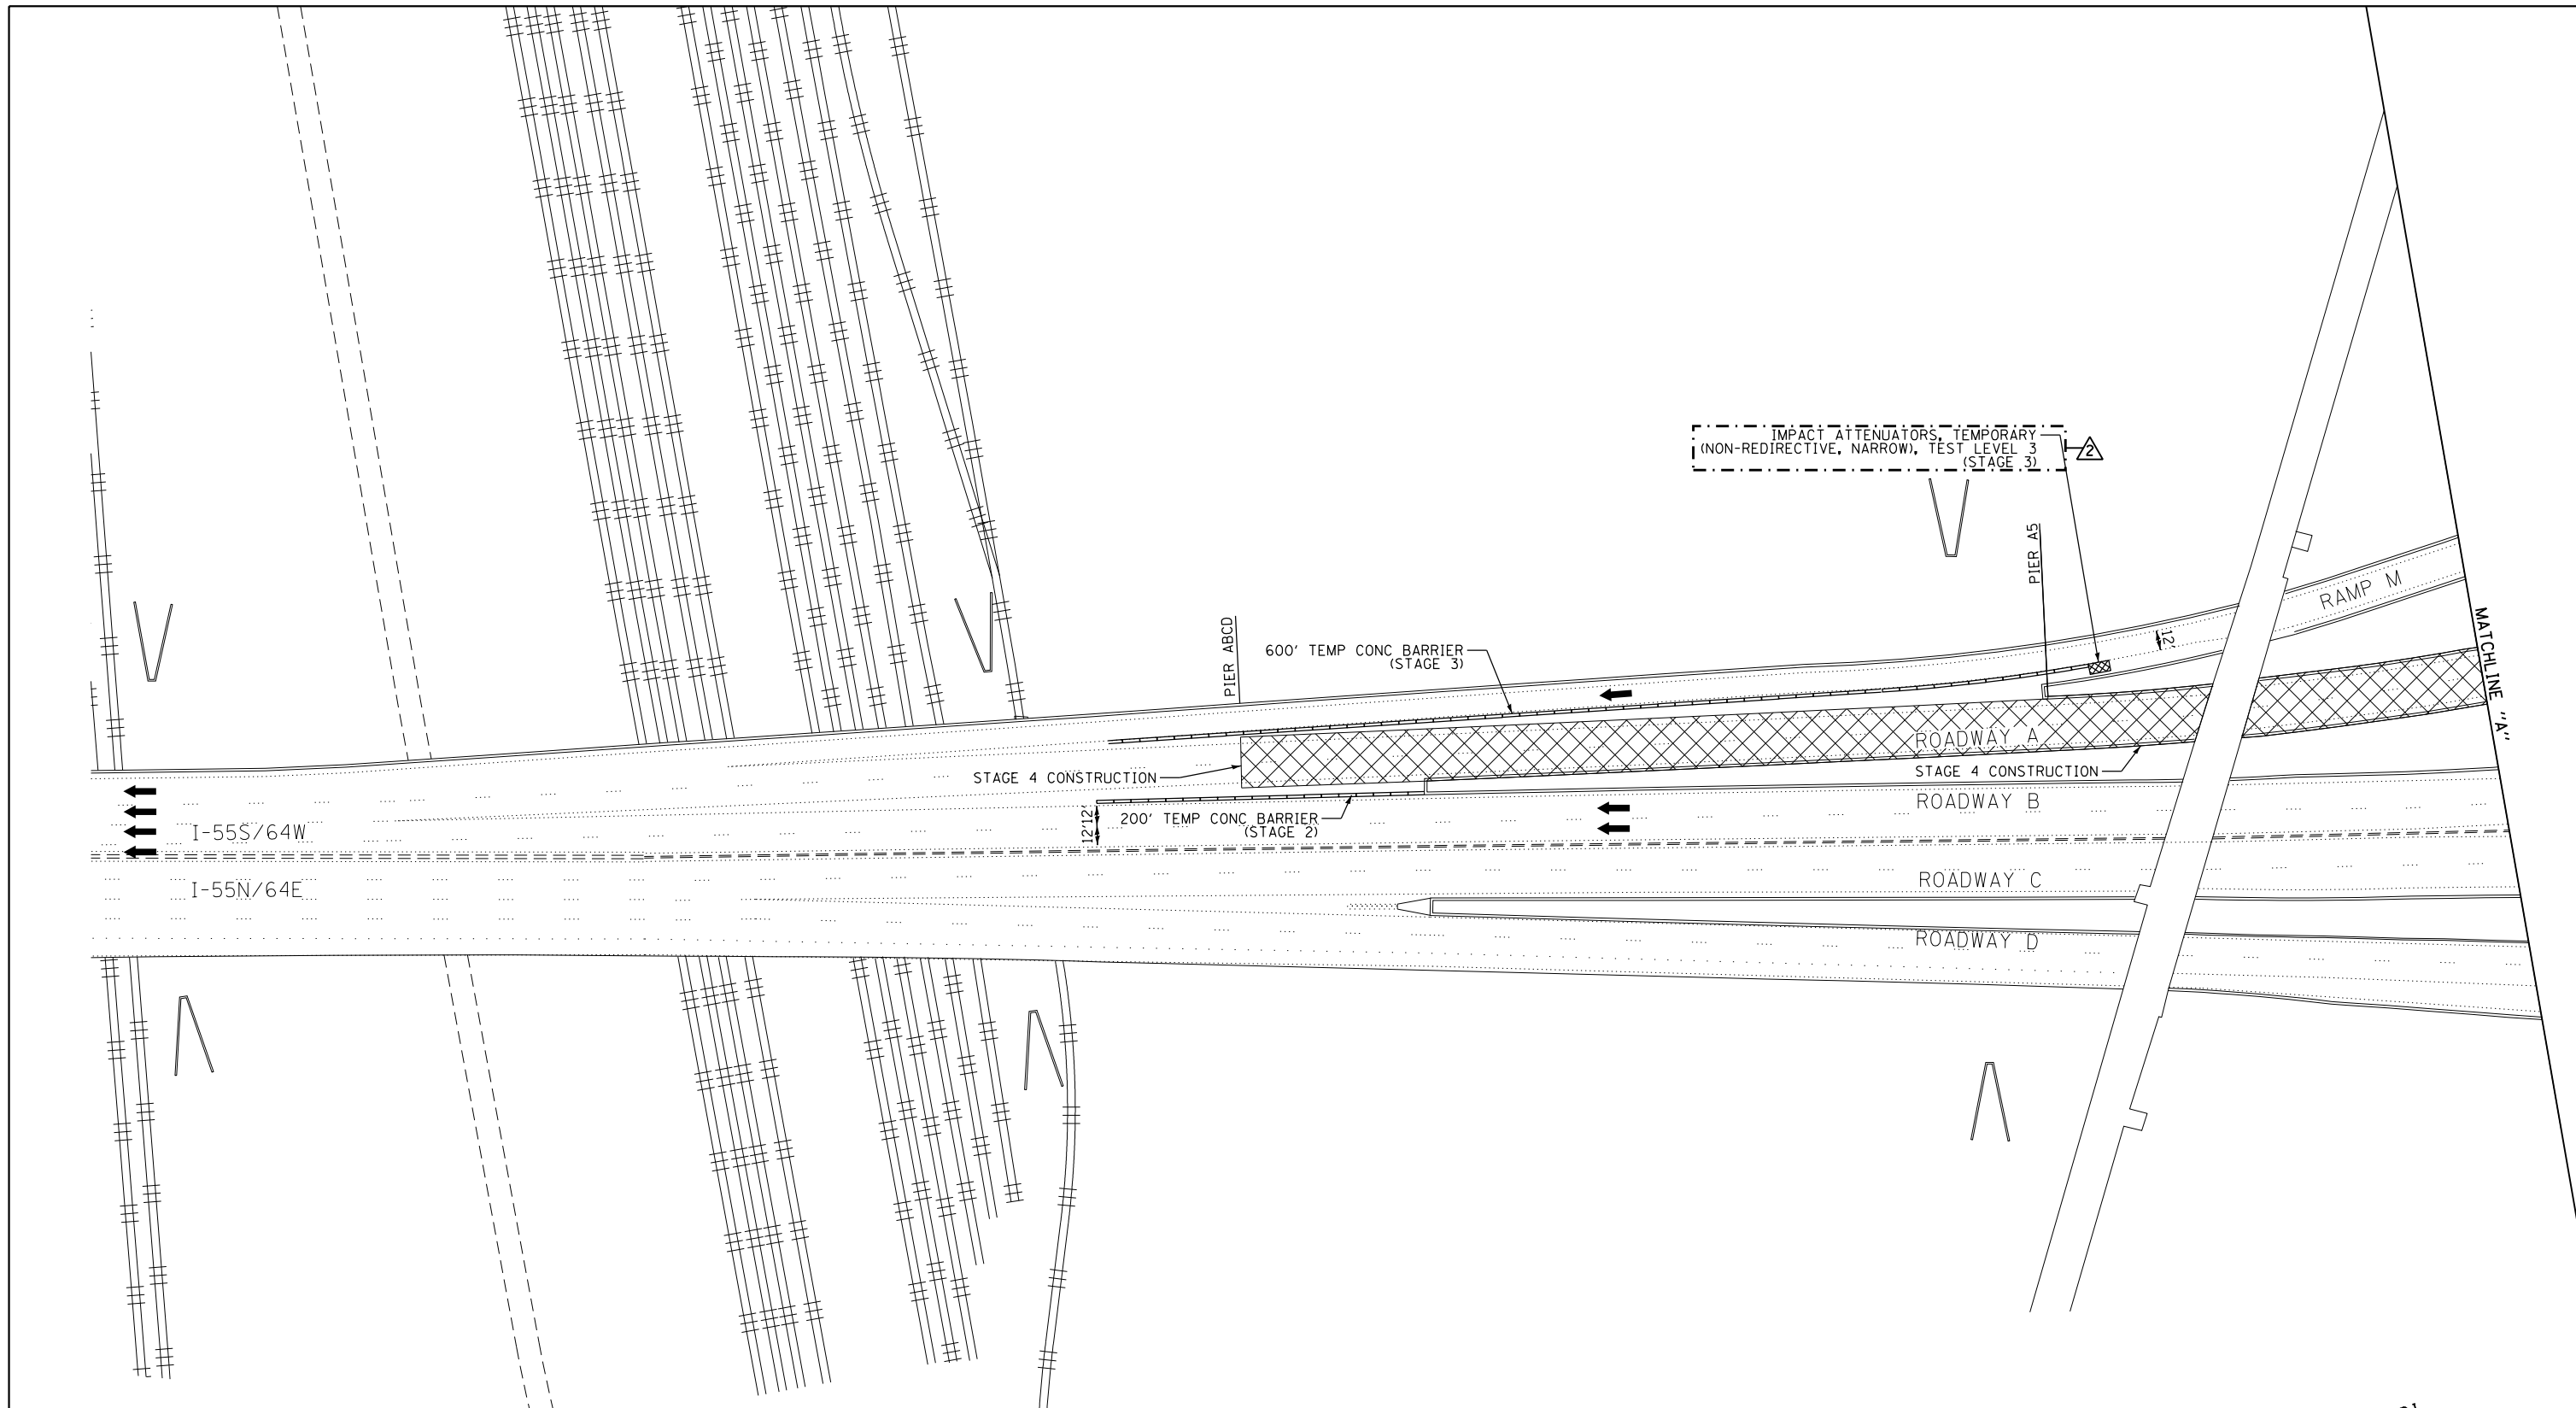 IMPACT ATTENUATORS, TEMPORARY
(NON-REDIRECTIVE, NARROW), TEST LEVEL 3
(STAGE 3)
2
PIER A5
RAMP M
12'
MATCHLINE "A"
PIER ABCD
600' TEMP CONC BARRIER
(STAGE 3)
ROADWAY A
STAGE 4 CONSTRUCTION
STAGE 4 CONSTRUCTION
ROADWAY B
12'12'
200' TEMP CONC BARRIER
(STAGE 2)
I-55S/64W
I-55N/64E
ROADWAY C
ROADWAY D